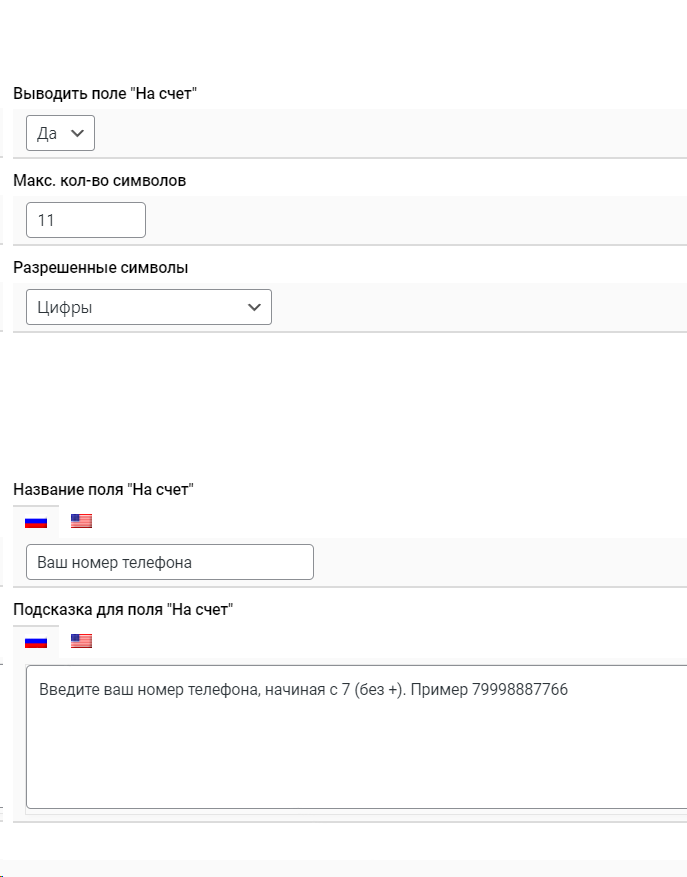 Выводить поле "На счет"
Да
Макс. кол-во символов
11
Разрешенные символы
Цифры
Название поля "На счет"
Ваш номер телефона
Подсказка для поля "На счет"
Введите ваш номер телефона, начиная с 7 (без +). Пример 79998887766